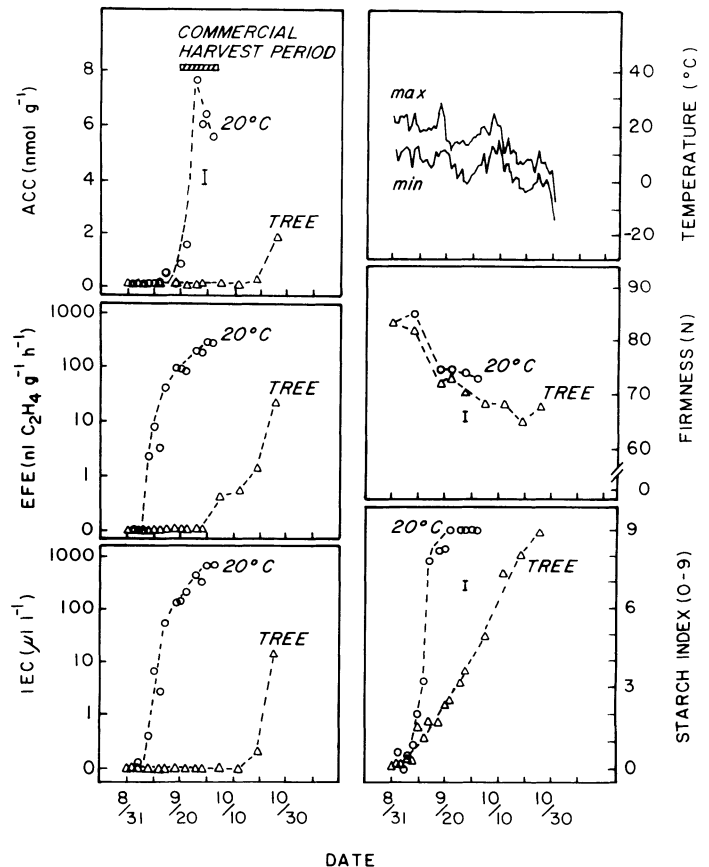 COMMERCIAL
HARVEST PERIOD
ACC (nmol g⁻¹)
8
6
4
2
0
20°C
TREE
EFE (nl C₂H₄ g⁻¹ h⁻¹)
1000
100
10
1
0
20°C
TREE
IEC (μl l⁻¹)
1000
100
10
1
0
20°C
TREE
8/31
9/20
10/10
10/30
max
min
40
20
0
-20
TEMPERATURE (°C)
90
80
70
60
0
FIRMNESS (N)
20°C
TREE
20°C
TREE
9
6
3
0
STARCH INDEX (0-9)
8/31
9/20
10/10
10/30
DATE